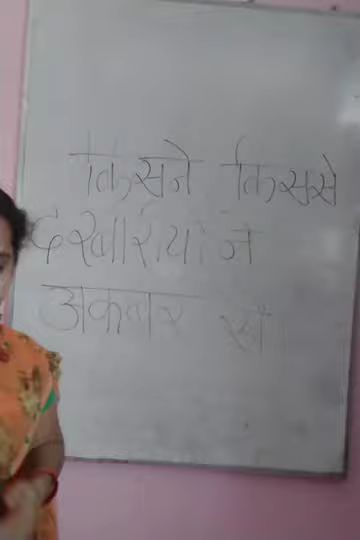 किसने किससे
दरबारियों ने
अकबर से